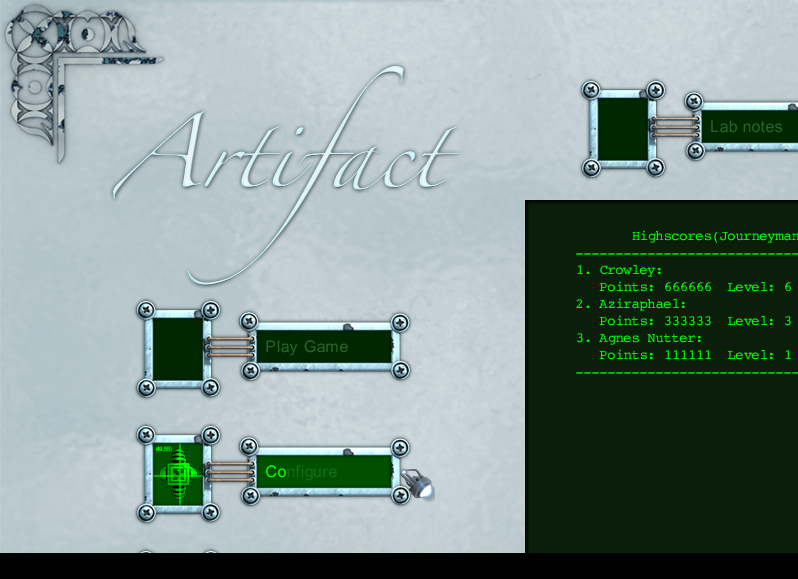 Artifact
Lab notes
Highscores(Journeyman
1. Crowley:
Points: 666666 Level: 6
2. Aziraphael:
Points: 333333 Level: 3
3. Agnes Nutter:
Points: 111111 Level: 1
Play Game
Configure